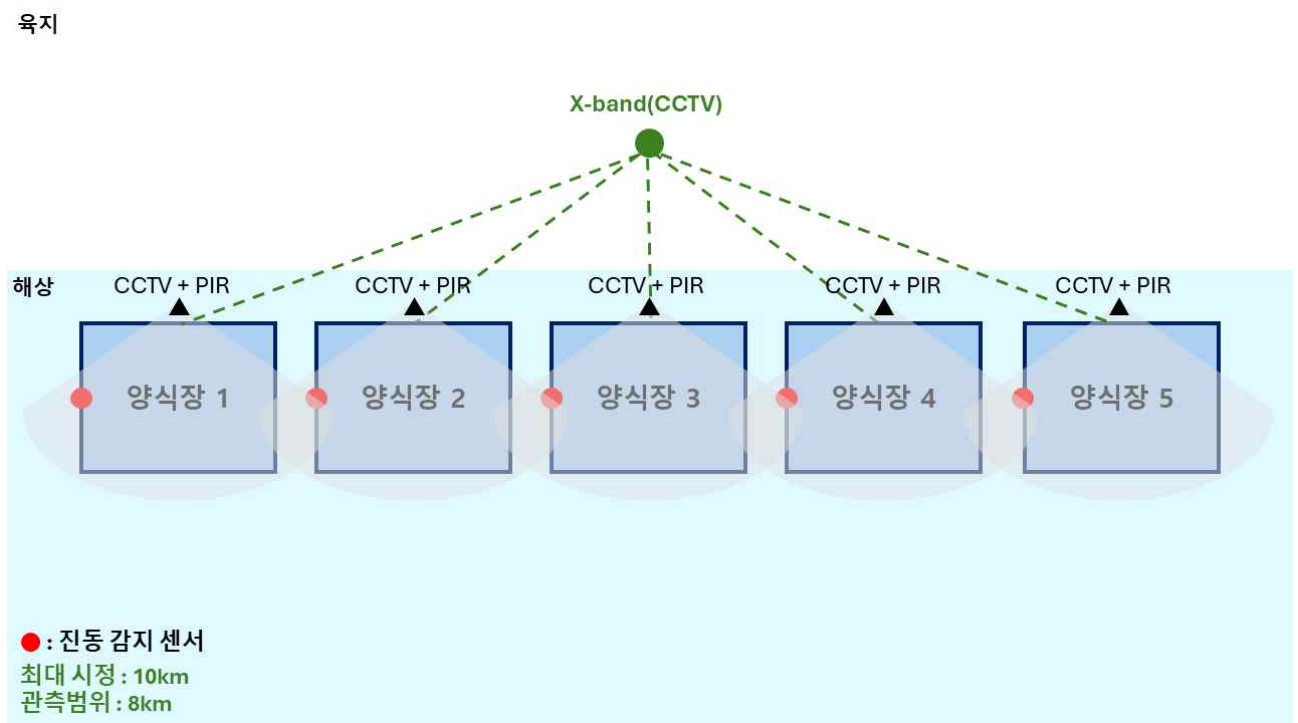 육지
X-band(CCTV)
해상
CCTV + PIR
CCTV + PIR
CCTV + PIR
CCTV + PIR
CCTV + PIR
양식장 1
양식장 2
양식장 3
양식장 4
양식장 5
: 진동 감지 센서
최대 시정 : 10km
관측범위 : 8km